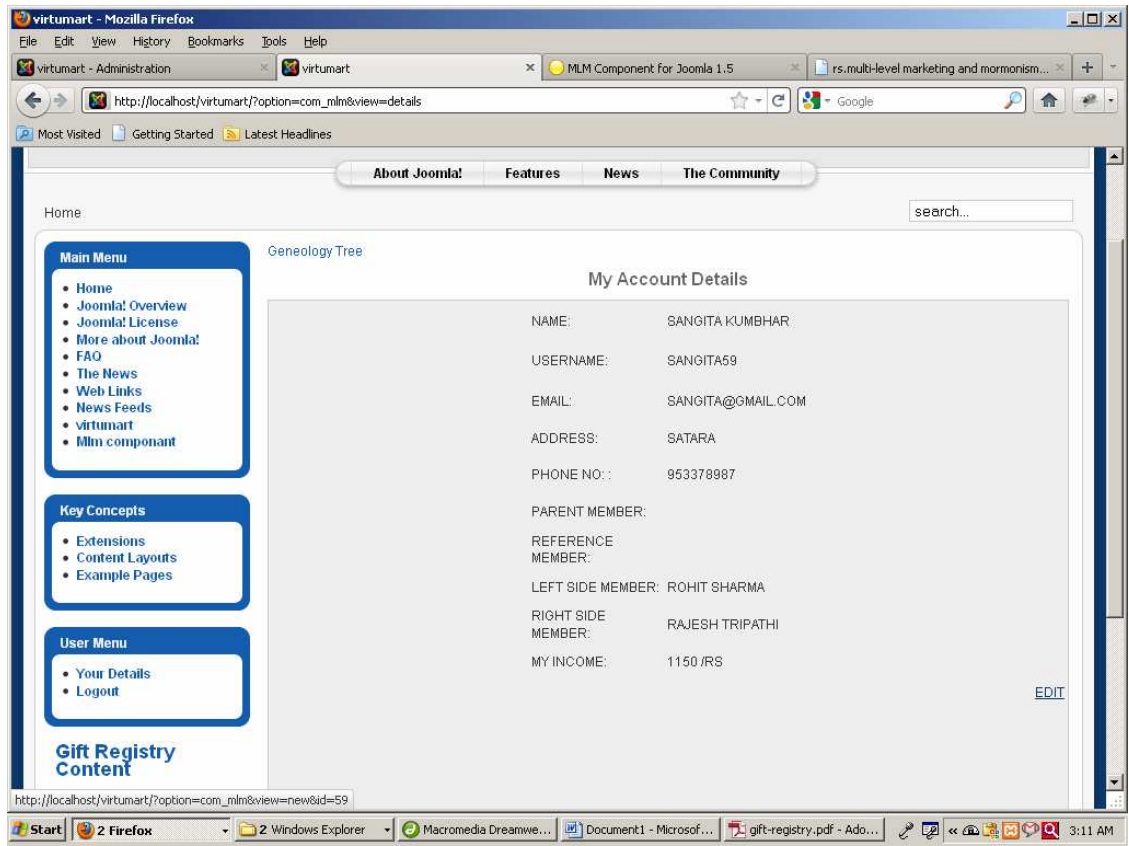 virtumart - Mozilla Firefox
File Edit View History Bookmarks Tools Help
virtumart - Administration
virtumart
MLM Component for Joomla 1.5
rs.multi-level marketing and mormonism...
http://localhost/virtumart/?option=com_mlm&view=details
Google
Most Visited Getting Started Latest Headlines
About Joomla! Features News The Community
Home
search...
Main Menu
Home
Joomla! Overview
Joomla! License
More about Joomla!
FAQ
The News
Web Links
News Feeds
virtumart
Mlm componant
Key Concepts
Extensions
Content Layouts
Example Pages
User Menu
Your Details
Logout
Gift Registry
Content
Geneology Tree
My Account Details
NAME: SANGITA KUMBHAR
USERNAME: SANGITA59
EMAIL: SANGITA@GMAIL.COM
ADDRESS: SATARA
PHONE NO: : 953378987
PARENT MEMBER:
REFERENCE
MEMBER:
LEFT SIDE MEMBER: ROHIT SHARMA
RIGHT SIDE
MEMBER: RAJESH TRIPATHI
MY INCOME: 1150 /RS
EDIT
http://localhost/virtumart/?option=com_mlm&view=new&id=59
Start 2 Firefox 2 Windows Explorer Macromedia Dreamwe... Document1 - Microsof... gift-registry.pdf - Ado... 3:11 AM